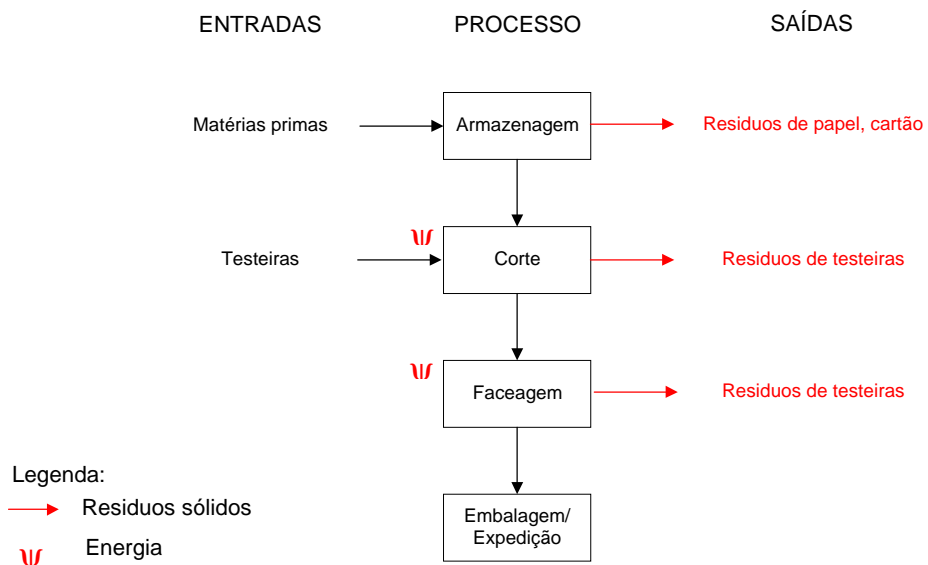 ENTRADAS PROCESSO SAÍDAS
Matérias primas Armazenagem Residuos de papel, cartão
Testeiras Corte Residuos de testeiras
Faceagem Residuos de testeiras
Embalagem/
Expedição
Legenda:
Residuos sólidos
Energia